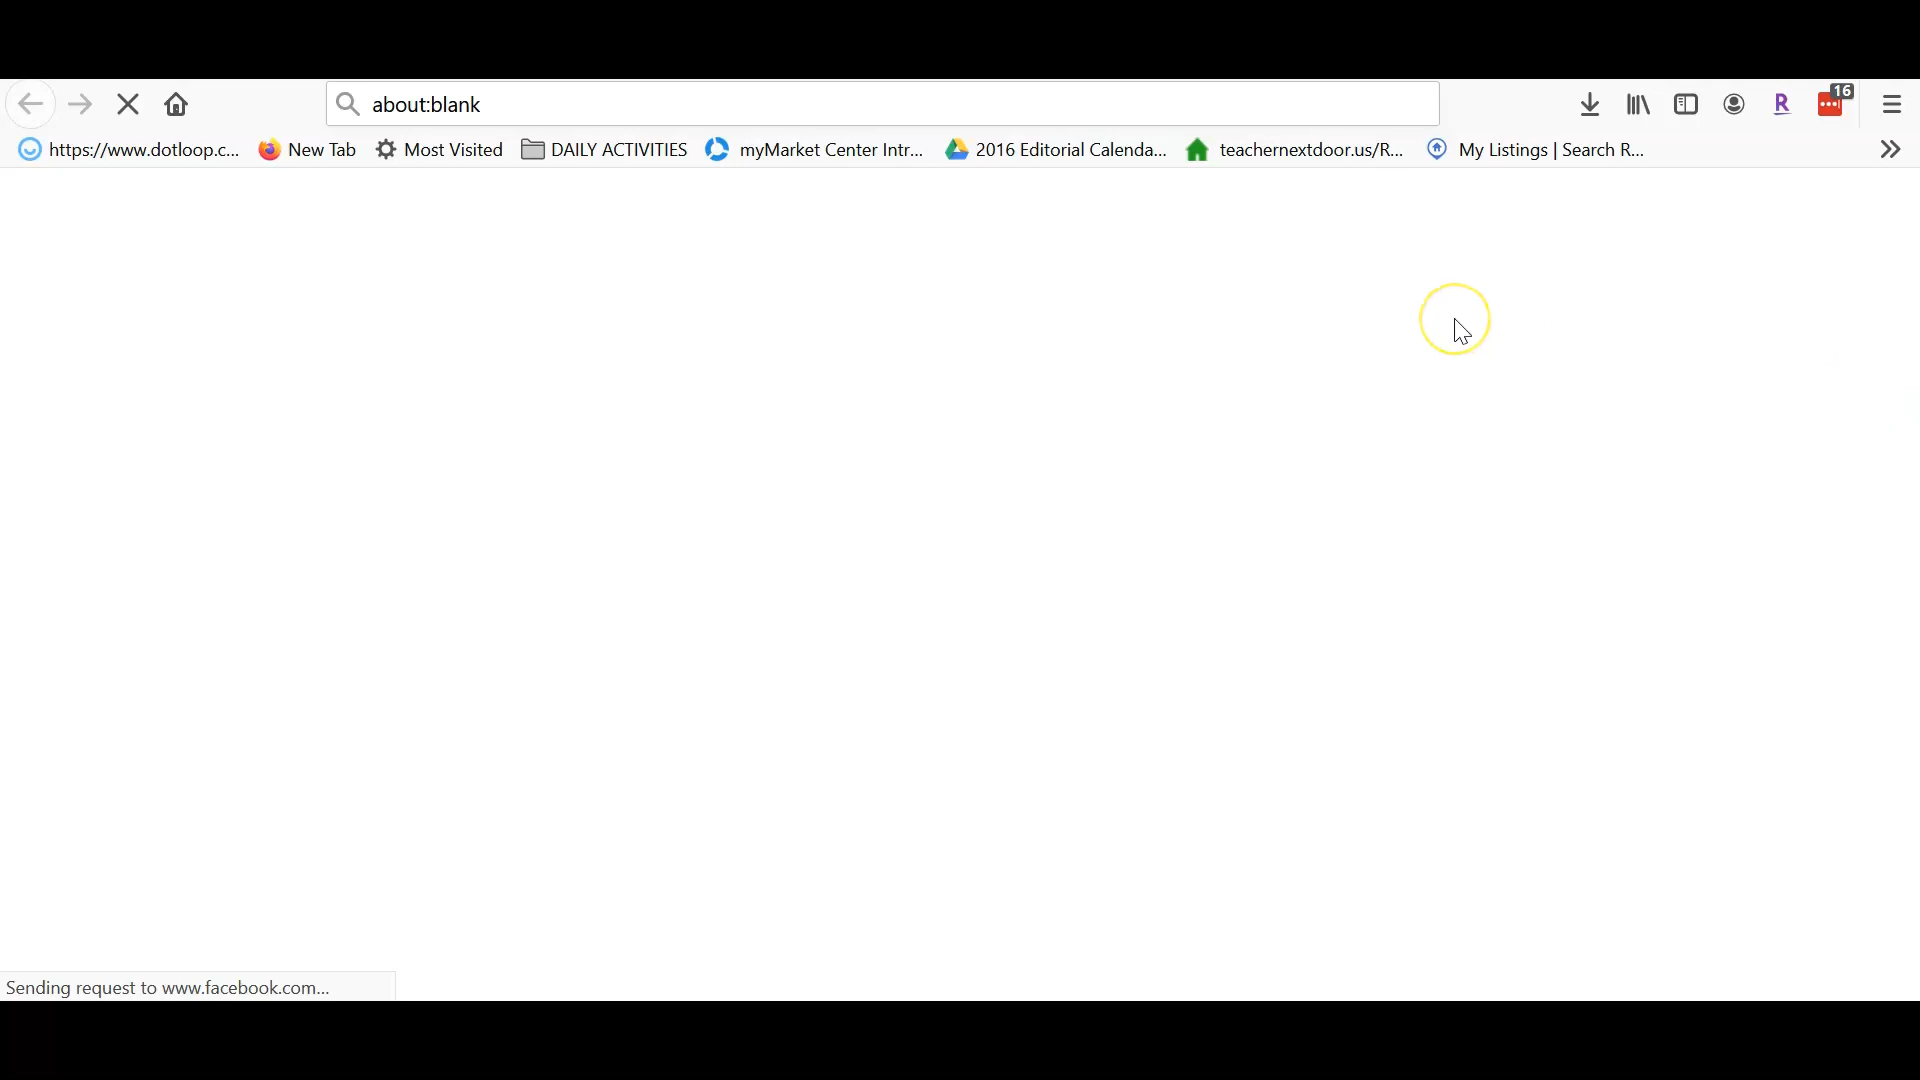 about:blank
16
https://www.dotloop.c... New Tab Most Visited DAILY ACTIVITIES myMarket Center Intr... 2016 Editorial Calenda... teachernextdoor.us/R... My Listings | Search R...
Sending request to www.facebook.com...